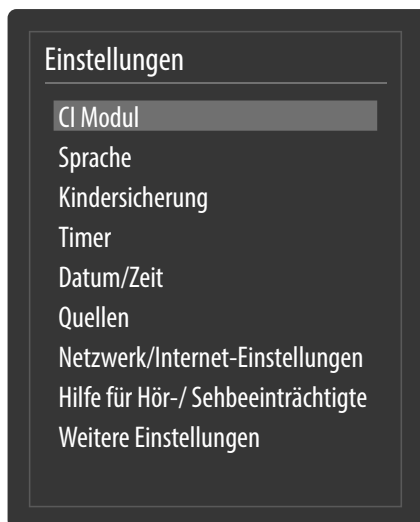 Einstellungen
CI Modul
Sprache
Kindersicherung
Timer
Datum/Zeit
Quellen
Netzwerk/Internet-Einstellungen
Hilfe für Hör-/ Sehbeeinträchtigte
Weitere Einstellungen